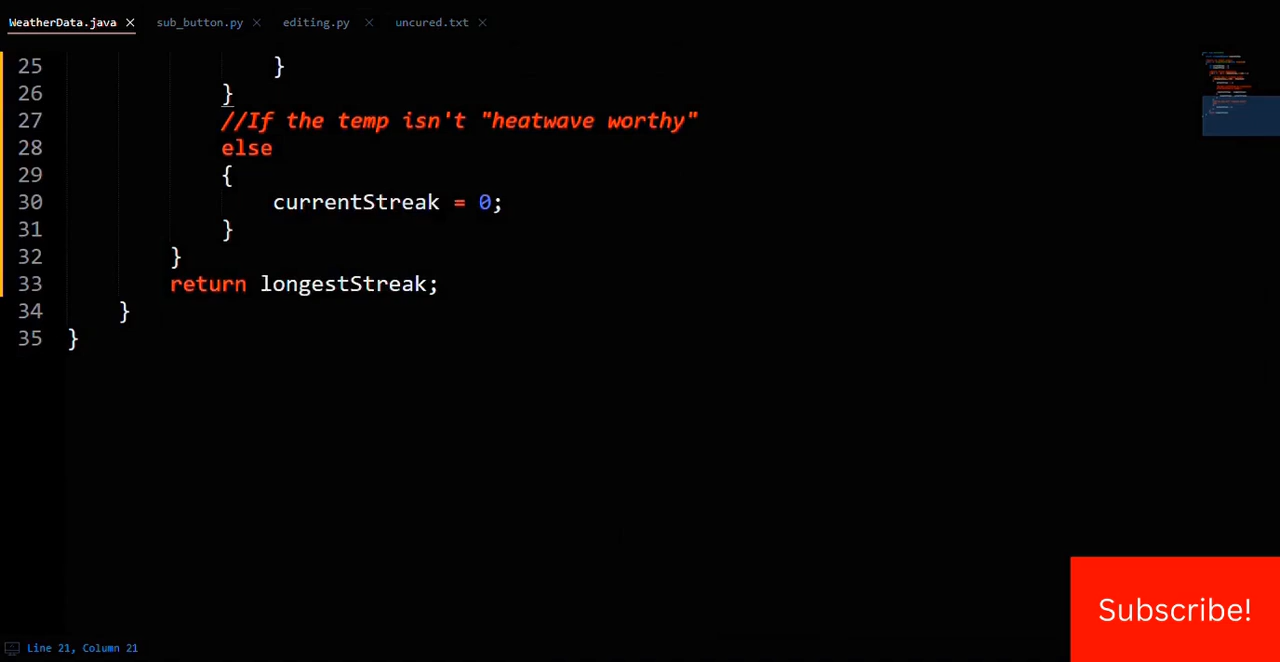 WeatherData.java × sub_button.py × editing.py × uncured.txt ×
25 }
26 }
27 //If the temp isn't "heatwave worthy"
28 else
29 {
30 currentStreak = 0;
31 }
32 }
33 return longestStreak;
34 }
35 }
Subscribe!
Line 21, Column 21